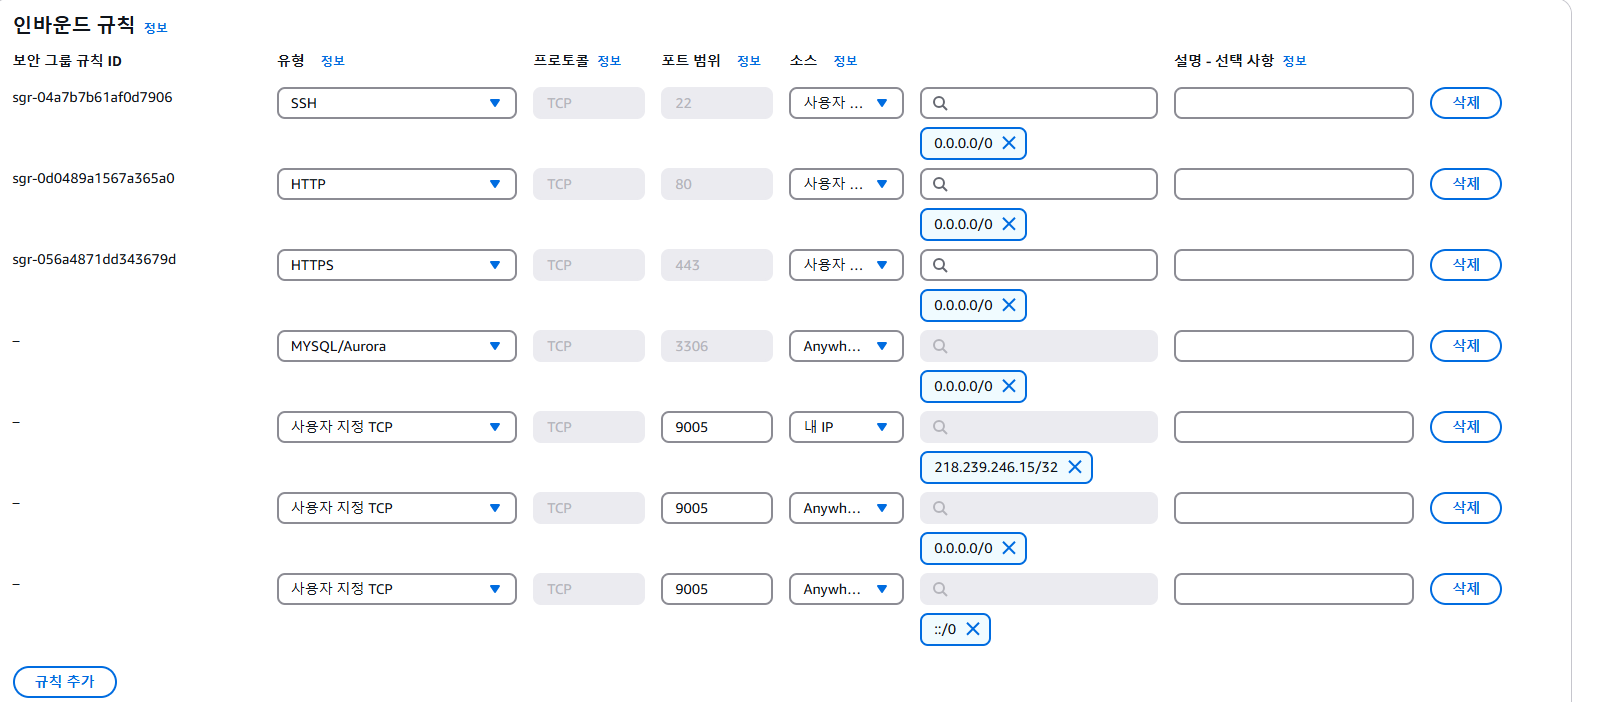 인바운드 규칙 정보
보안 그룹 규칙 ID 유형 정보 프로토콜 정보 포트 범위 정보 소스 정보 설명 - 선택 사항 정보
sgr-04a7b7b61af0d7906 SSH TCP 22 사용자 ... 삭제
0.0.0.0/0
sgr-0d0489a1567a365a0 HTTP TCP 80 사용자 ... 삭제
0.0.0.0/0
sgr-056a4871dd343679d HTTPS TCP 443 사용자 ... 삭제
0.0.0.0/0
– MYSQL/Aurora TCP 3306 Anywh... 삭제
0.0.0.0/0
– 사용자 지정 TCP TCP 9005 내 IP 삭제
218.239.246.15/32
– 사용자 지정 TCP TCP 9005 Anywh... 삭제
0.0.0.0/0
– 사용자 지정 TCP TCP 9005 Anywh... 삭제
::/0
규칙 추가